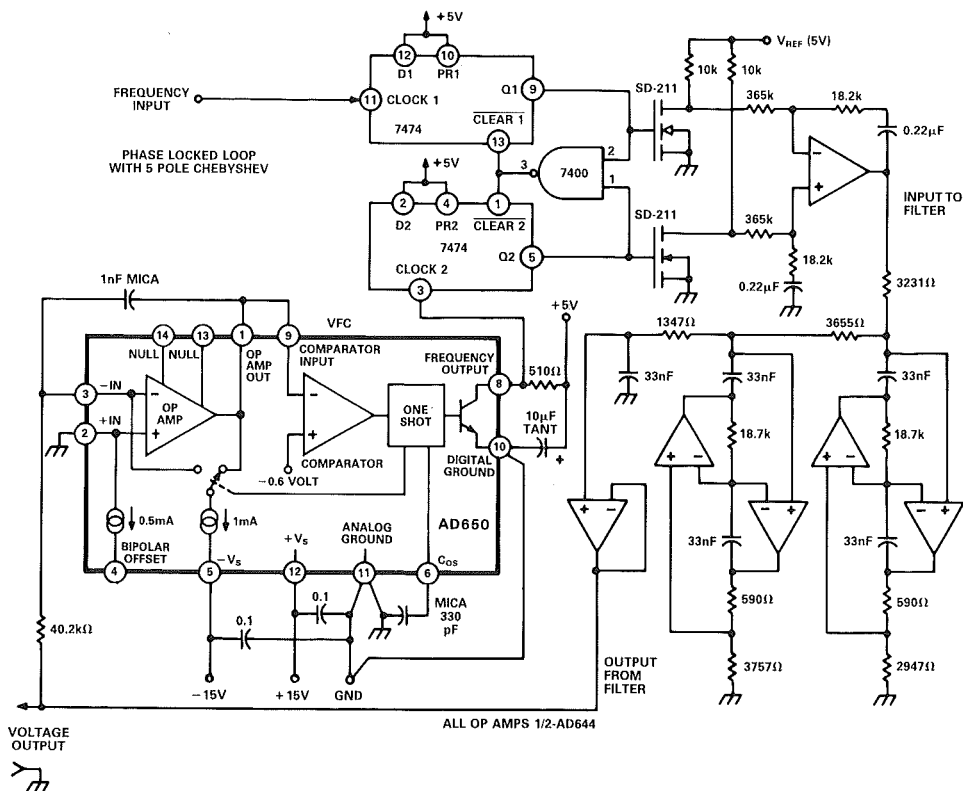 +5V
V_REF (5V)
12
10
D1
PR1
10k
10k
FREQUENCY
INPUT
11
CLOCK 1
Q1
9
SD-211
365k
18.2k
CLEAR 1
0.22μF
7474
13
PHASE LOCKED LOOP
WITH 5 POLE CHEBYSHEV
+5V
3
2
7400
1
−
+
INPUT TO
FILTER
2
4
1
D2
PR2
CLEAR 2
SD-211
365k
7474
Q2
5
18.2k
CLOCK 2
3
0.22μF
3231Ω
1nF MICA
+5V
1347Ω
3655Ω
14
13
1
9
VFC
NULL
NULL
OP
AMP
OUT
COMPARATOR
INPUT
FREQUENCY
OUTPUT
8
510Ω
33nF
33nF
33nF
3
−IN
−
OP
AMP
+
2
+IN
−
+
COMPARATOR
ONE
SHOT
10μF
TANT
+
10
DIGITAL
GROUND
18.7k
18.7k
−0.6 VOLT
+
−
−
+
+
−
−
+
+
−
0.5mA
1mA
AD650
33nF
33nF
BIPOLAR
OFFSET
−V_S
+V_S
ANALOG
GROUND
C_OS
4
5
12
11
6
590Ω
590Ω
40.2kΩ
0.1
0.1
MICA
330
pF
3757Ω
2947Ω
−15V
+15V
GND
OUTPUT
FROM
FILTER
ALL OP AMPS 1/2-AD644
VOLTAGE
OUTPUT